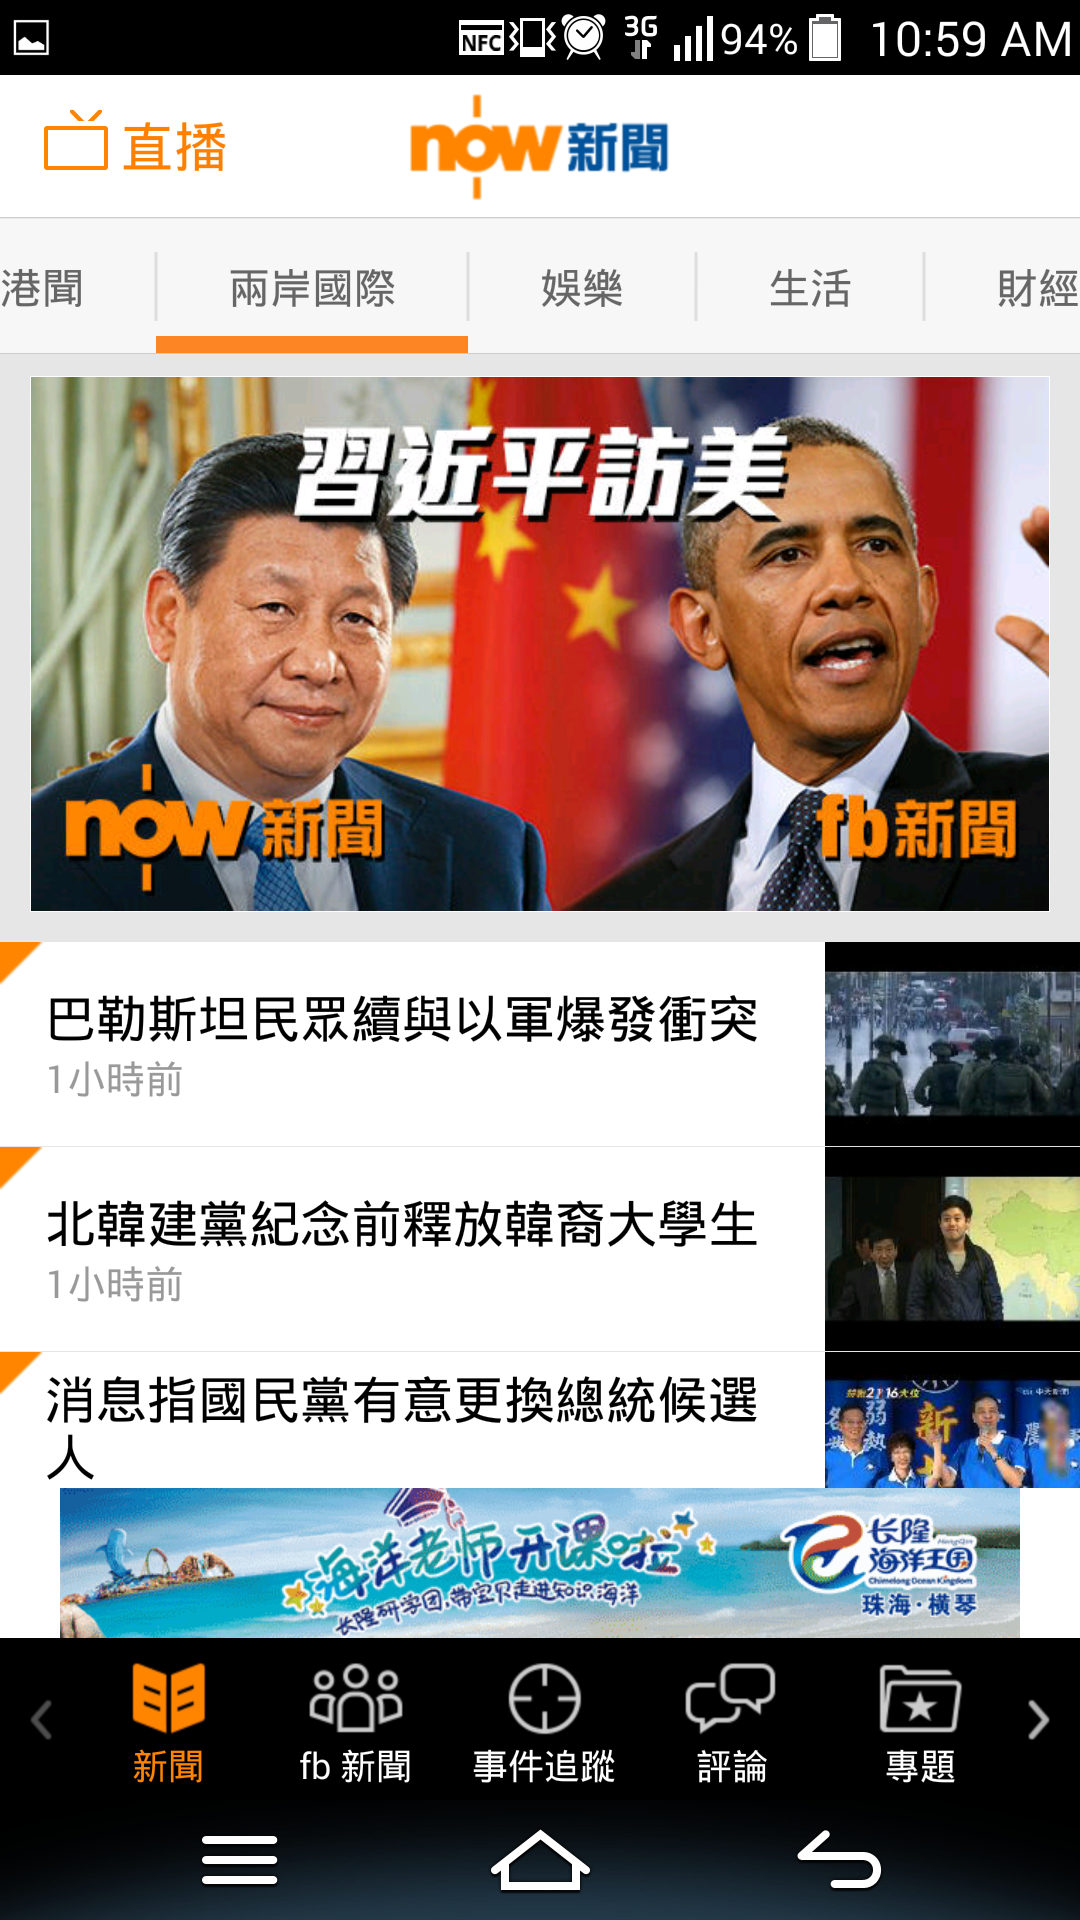 NFC 3G 94% 10:59 AM
直播
now 新聞
港聞 兩岸國際 娛樂 生活 財經
習近平訪美
now 新聞 fb新聞
巴勒斯坦民眾續與以軍爆發衝突
1小時前
北韓建黨紀念前釋放韓裔大學生
1小時前
消息指國民黨有意更換總統候選
人
海洋老师开课啦
长隆研学团,带宝贝走进知识海洋
长隆
海洋王国
Chimelong Ocean Kingdom
珠海·横琴
新聞 fb 新聞 事件追蹤 評論 專題